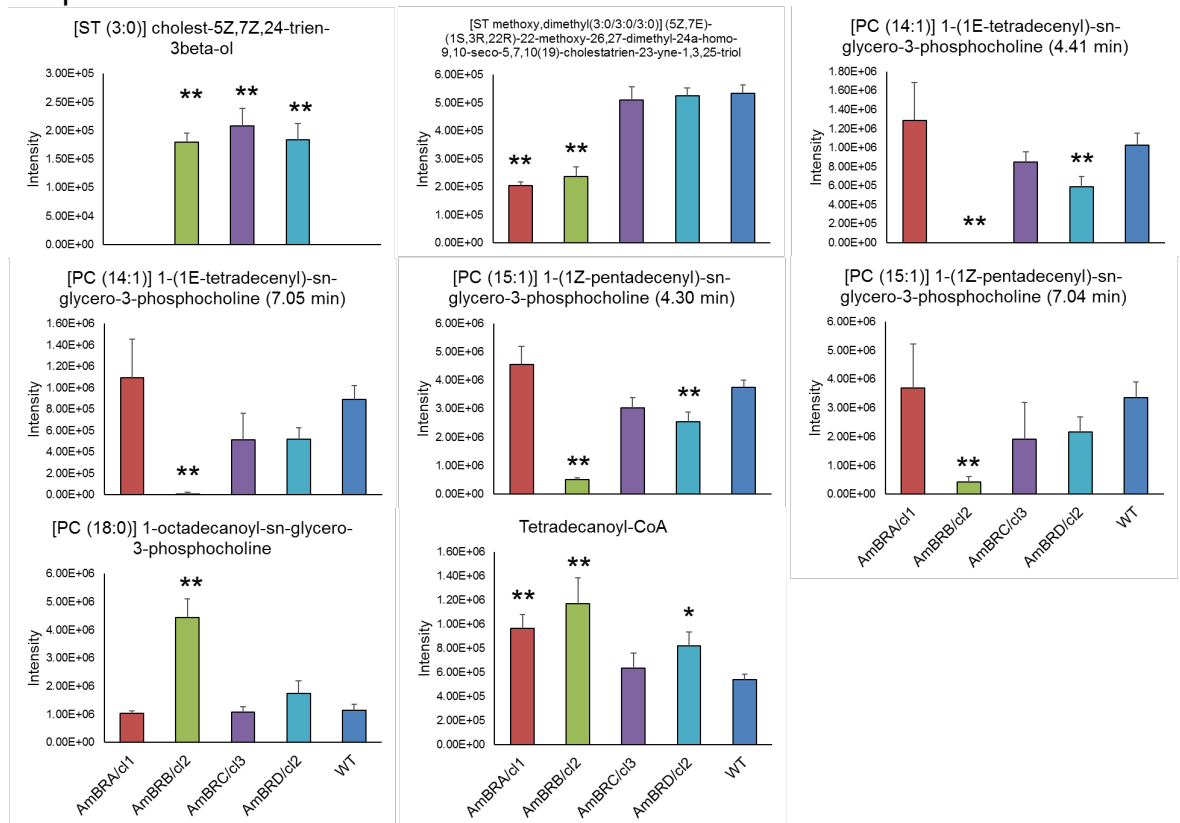 [ST (3:0)] cholest-5Z,7Z,24-trien-
3beta-ol
Intensity
3.00E+05
2.50E+05
2.00E+05
1.50E+05
1.00E+05
5.00E+04
0.00E+00
**
**
**
[ST methoxy,dimethyl(3:0/3:0/3:0)] (5Z,7E)-
(1S,3R,22R)-22-methoxy-26,27-dimethyl-24a-homo-
9,10-seco-5,7,10(19)-cholestatrien-23-yne-1,3,25-triol
Intensity
6.00E+05
5.00E+05
4.00E+05
3.00E+05
2.00E+05
1.00E+05
0.00E+00
**
**
[PC (14:1)] 1-(1E-tetradecenyl)-sn-
glycero-3-phosphocholine (4.41 min)
Intensity
1.80E+06
1.60E+06
1.40E+06
1.20E+06
1.00E+06
8.00E+05
6.00E+05
4.00E+05
2.00E+05
0.00E+00
**
**
[PC (14:1)] 1-(1E-tetradecenyl)-sn-
glycero-3-phosphocholine (7.05 min)
Intensity
1.60E+06
1.40E+06
1.20E+06
1.00E+06
8.00E+05
6.00E+05
4.00E+05
2.00E+05
0.00E+00
**
[PC (15:1)] 1-(1Z-pentadecenyl)-sn-
glycero-3-phosphocholine (4.30 min)
Intensity
6.00E+06
5.00E+06
4.00E+06
3.00E+06
2.00E+06
1.00E+06
0.00E+00
**
**
[PC (15:1)] 1-(1Z-pentadecenyl)-sn-
glycero-3-phosphocholine (7.04 min)
Intensity
6.00E+06
5.00E+06
4.00E+06
3.00E+06
2.00E+06
1.00E+06
0.00E+00
**
AmBRA/cl1
AmBRB/cl2
AmBRC/cl3
AmBRD/cl2
WT
[PC (18:0)] 1-octadecanoyl-sn-glycero-
3-phosphocholine
Intensity
6.00E+06
5.00E+06
4.00E+06
3.00E+06
2.00E+06
1.00E+06
0.00E+00
**
AmBRA/cl1
AmBRB/cl2
AmBRC/cl3
AmBRD/cl2
WT
Tetradecanoyl-CoA
Intensity
1.60E+06
1.40E+06
1.20E+06
1.00E+06
8.00E+05
6.00E+05
4.00E+05
2.00E+05
0.00E+00
**
**
*
AmBRA/cl1
AmBRB/cl2
AmBRC/cl3
AmBRD/cl2
WT